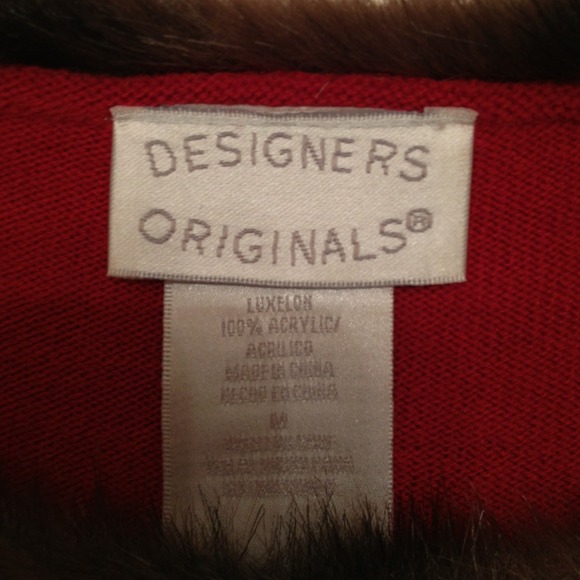 DESIGNERS
ORIGINALS®
LUXELON
100% ACRYLIC/
ACRILICO
MADE IN CHINA
HECHO EN CHINA
M